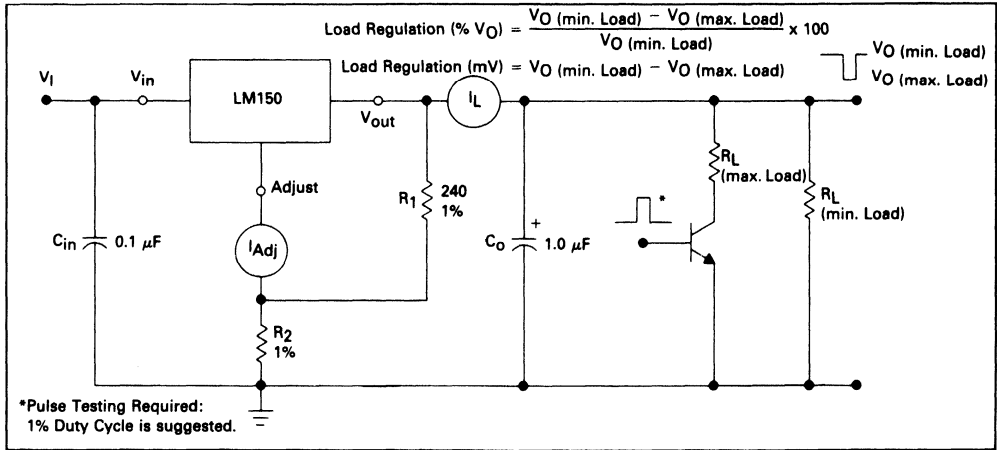 Load Regulation (% VO) = VO (min. Load) − VO (max. Load) / VO (min. Load) x 100
Load Regulation (mV) = VO (min. Load) − VO (max. Load)
VO (min. Load)
VO (max. Load)
VI
Vin
LM150
Vout
IL
Adjust
R1
240
1%
RL
(max. Load)
RL
(min. Load)
*
Cin
0.1 μF
IAdj
+
Co
1.0 μF
R2
1%
*Pulse Testing Required:
1% Duty Cycle is suggested.